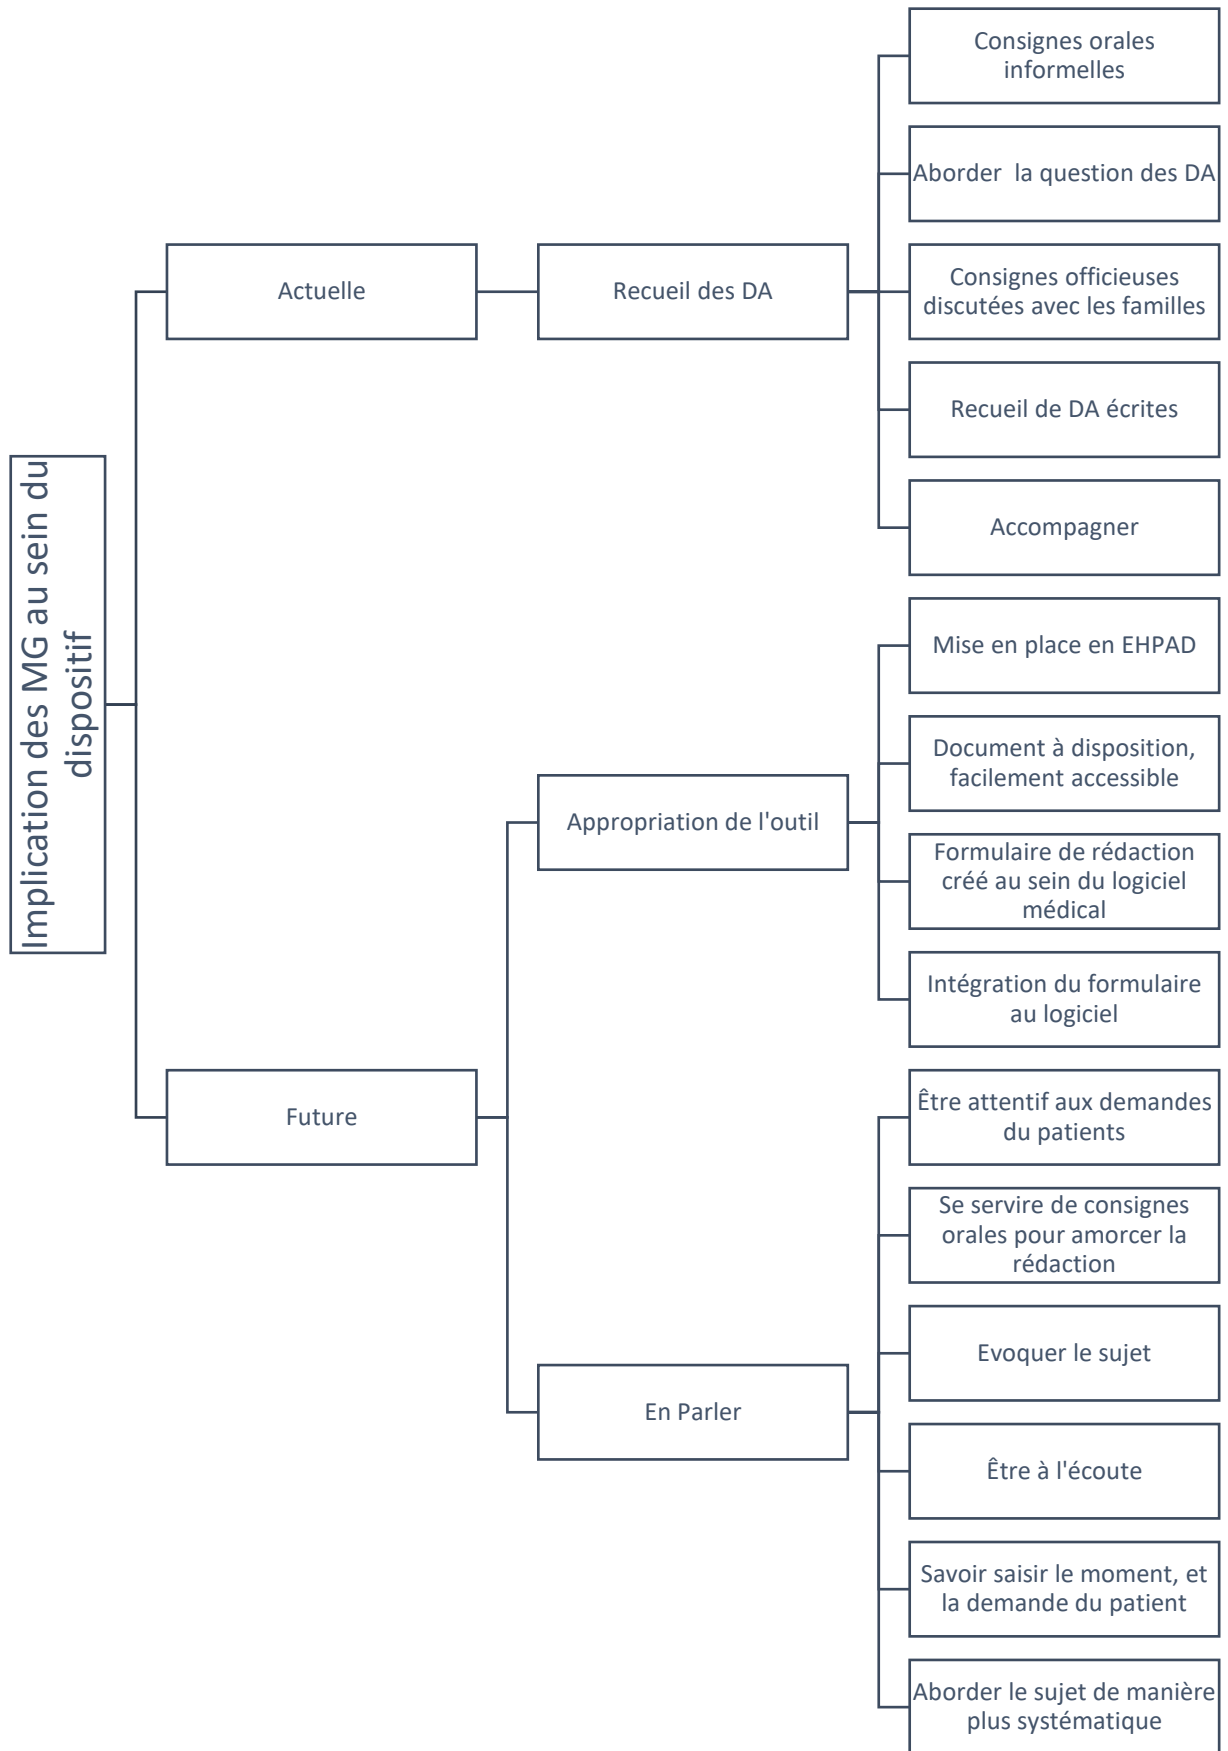 Implication des MG au sein du
dispositif
Actuelle
Recueil des DA
Consignes orales
informelles
Aborder  la question des DA
Consignes officieuses
discutées avec les familles
Recueil de DA écrites
Accompagner
Future
Appropriation de l'outil
Mise en place en EHPAD
Document à disposition,
facilement accessible
Formulaire de rédaction
créé au sein du logiciel
médical
Intégration du formulaire
au logiciel
En Parler
Être attentif aux demandes
du patients
Se servire de consignes
orales pour amorcer la
rédaction
Evoquer le sujet
Être à l'écoute
Savoir saisir le moment, et
la demande du patient
Aborder le sujet de manière
plus systématique